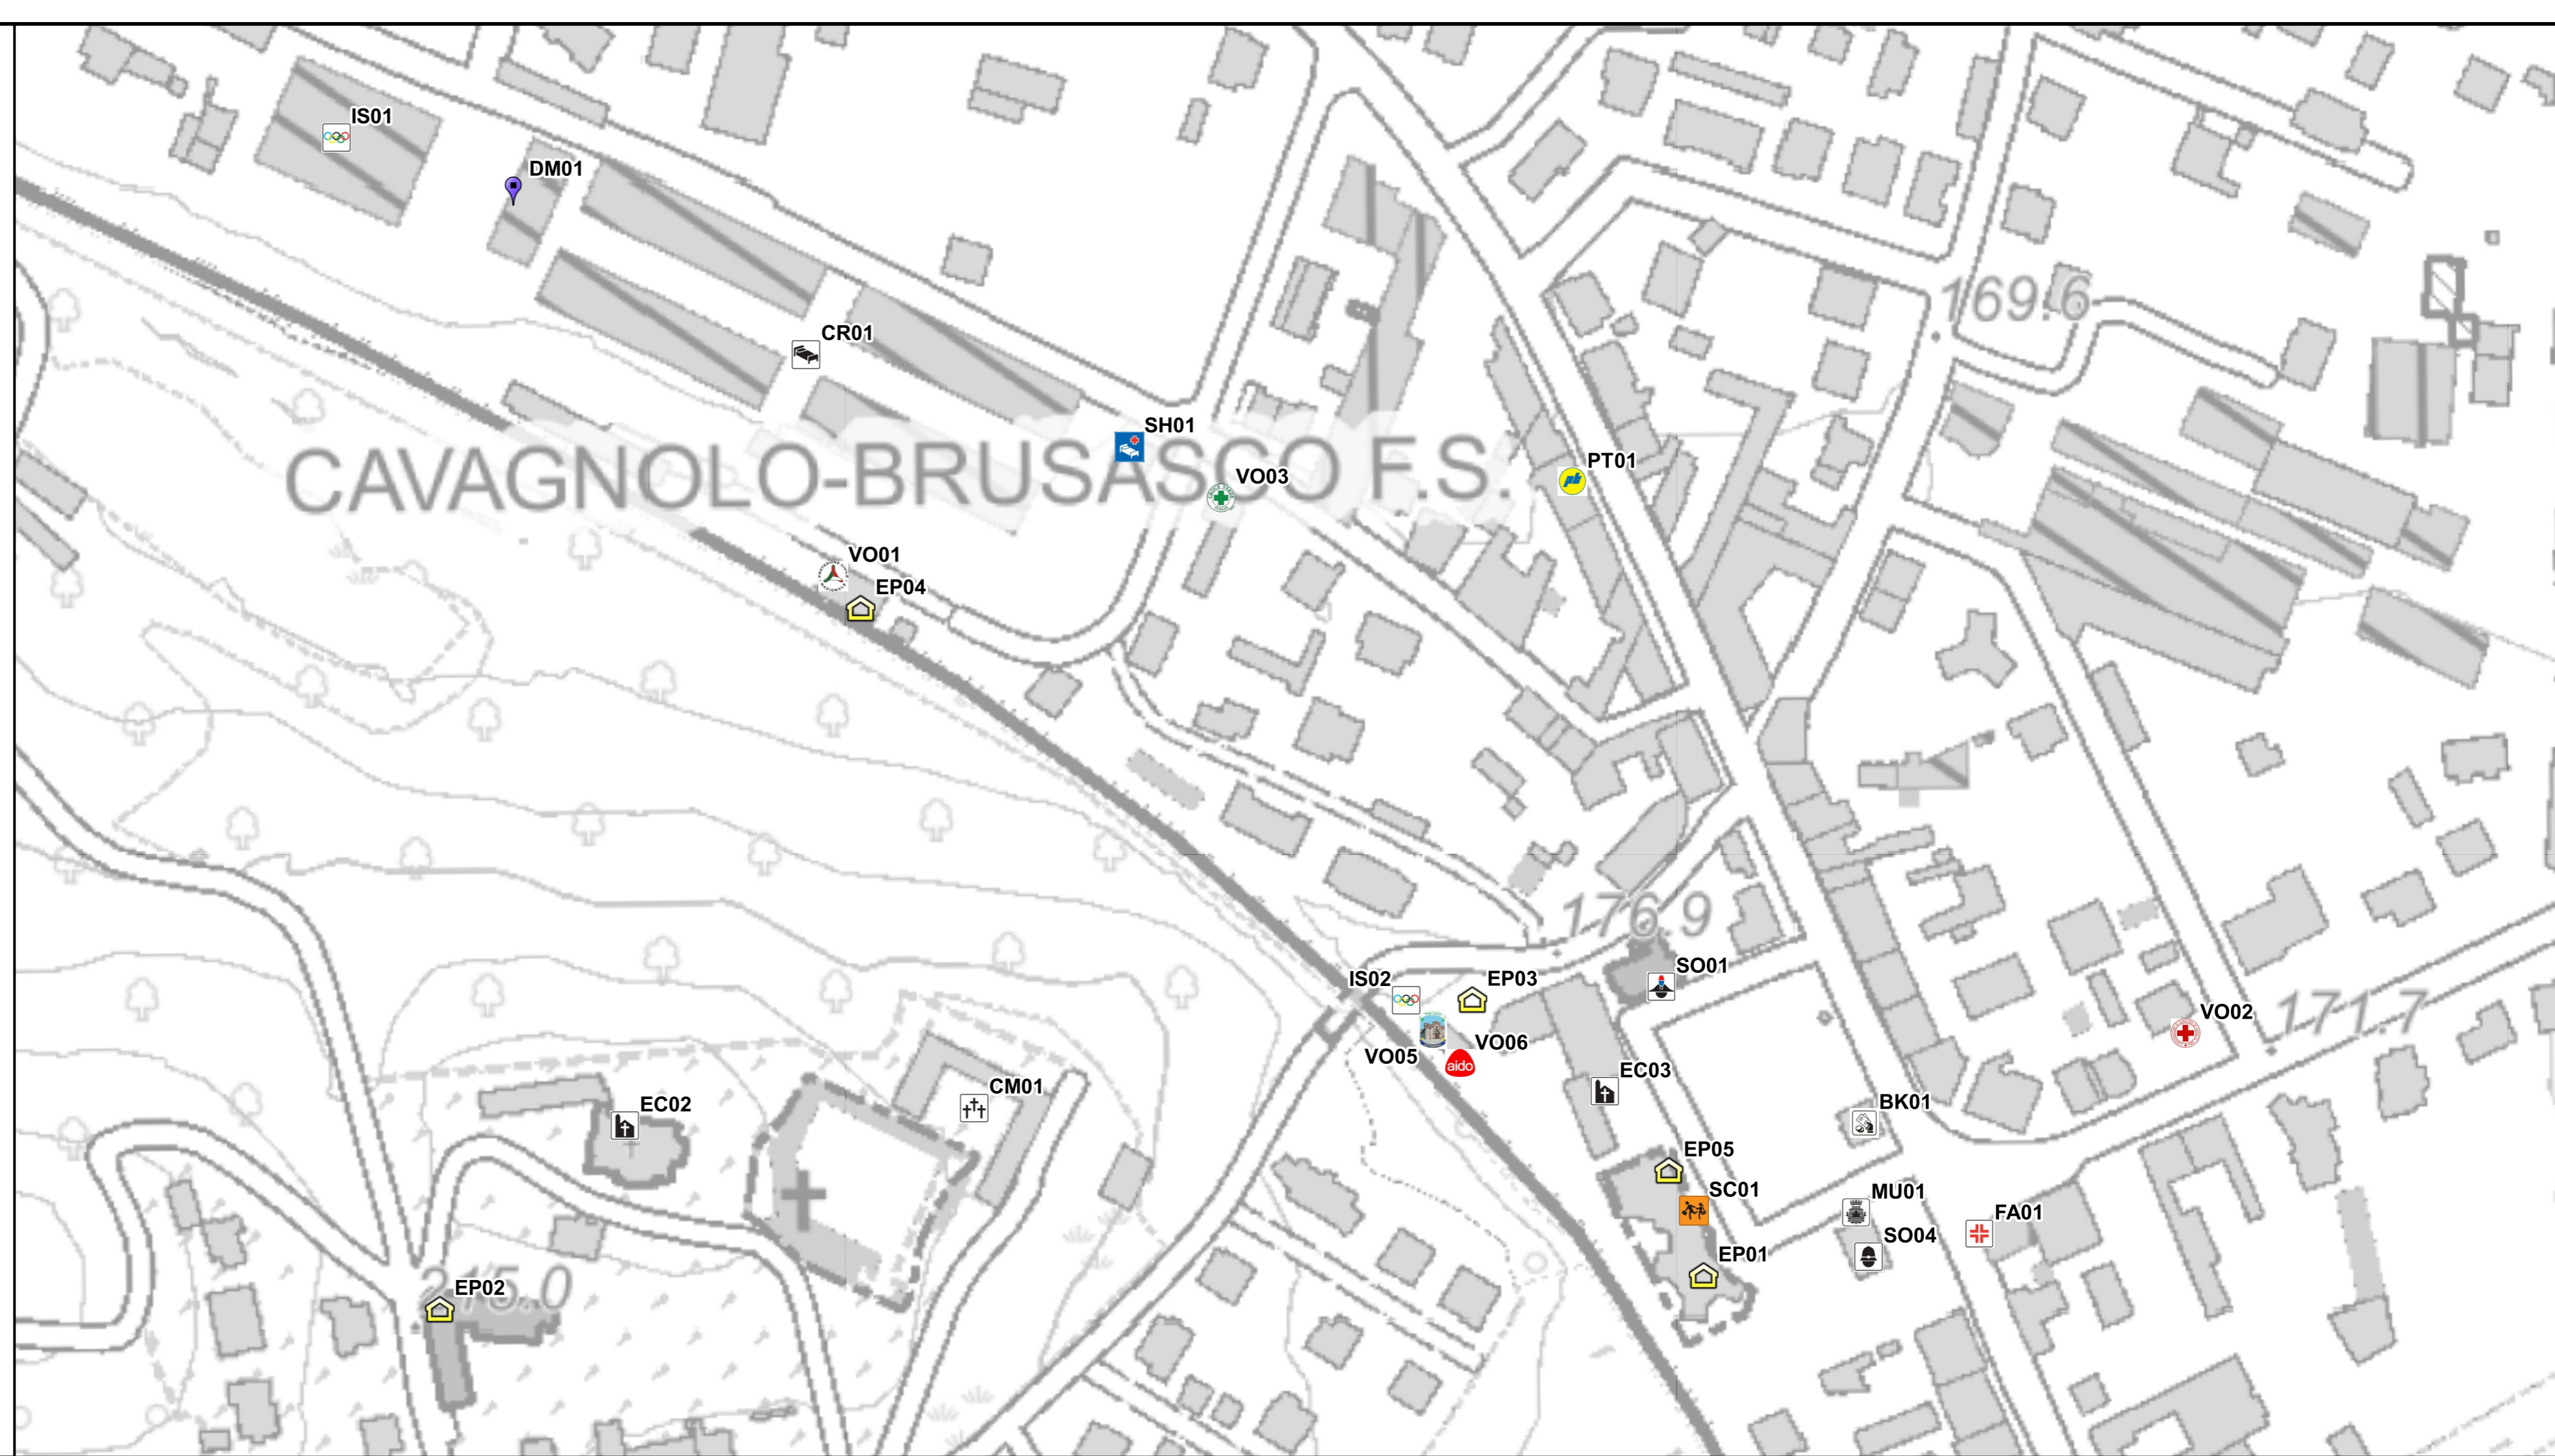 IS01
DM01
169.6
CR01
SH01
CAVAGNOLO-BRUSASCO F.S.
PT01
VO03
VO01
EP04
176.9
SO01
IS02
EP03
VO02
171.7
VO05
VO06
aido
EC03
CM01
EC02
BK01
EP05
SC01
MU01
FA01
SO04
EP01
215.0
EP02